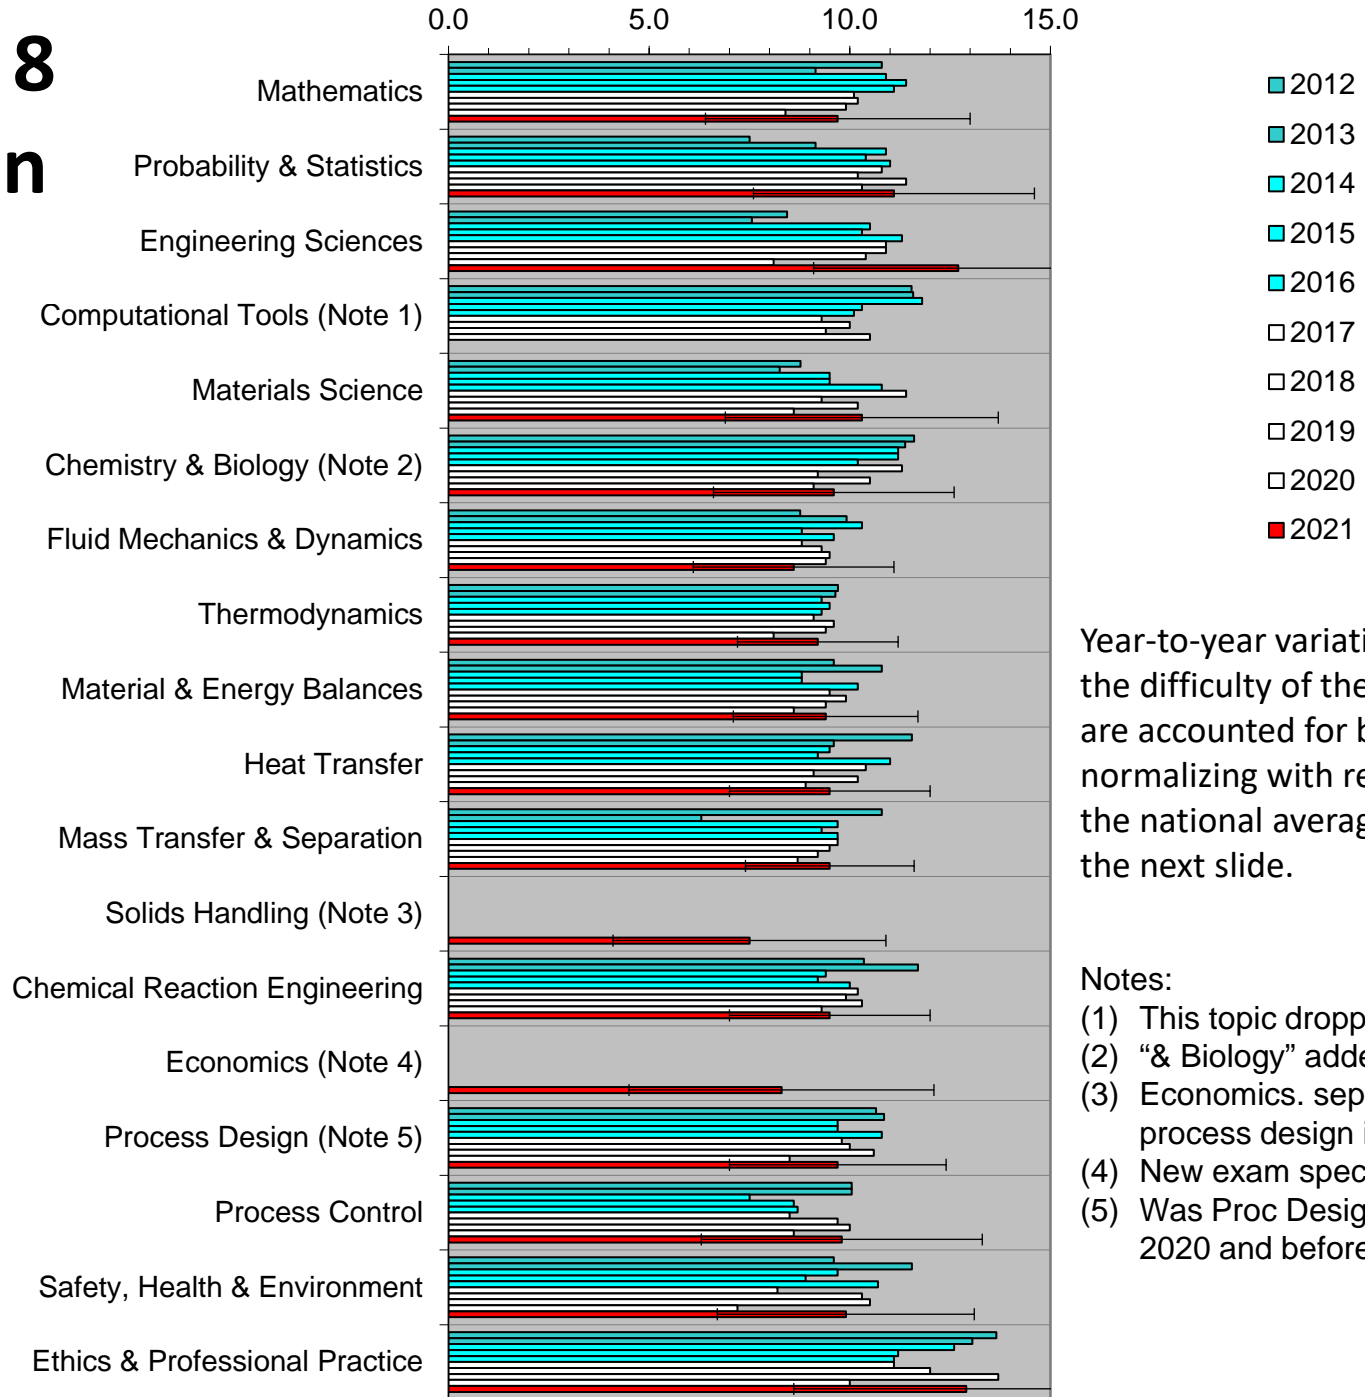 8
n
0.0 5.0 10.0 15.0
Mathematics
Probability & Statistics
Engineering Sciences
Computational Tools (Note 1)
Materials Science
Chemistry & Biology (Note 2)
Fluid Mechanics & Dynamics
Thermodynamics
Material & Energy Balances
Heat Transfer
Mass Transfer & Separation
Solids Handling (Note 3)
Chemical Reaction Engineering
Economics (Note 4)
Process Design (Note 5)
Process Control
Safety, Health & Environment
Ethics & Professional Practice
2012
2013
2014
2015
2016
2017
2018
2019
2020
2021
Year-to-year variati
the difficulty of the
are accounted for b
normalizing with re
the national averag
the next slide.
Notes:
(1) This topic dropp
(2) “& Biology” adde
(3) Economics. sep
process design i
(4) New exam spec
(5) Was Proc Desig
2020 and before